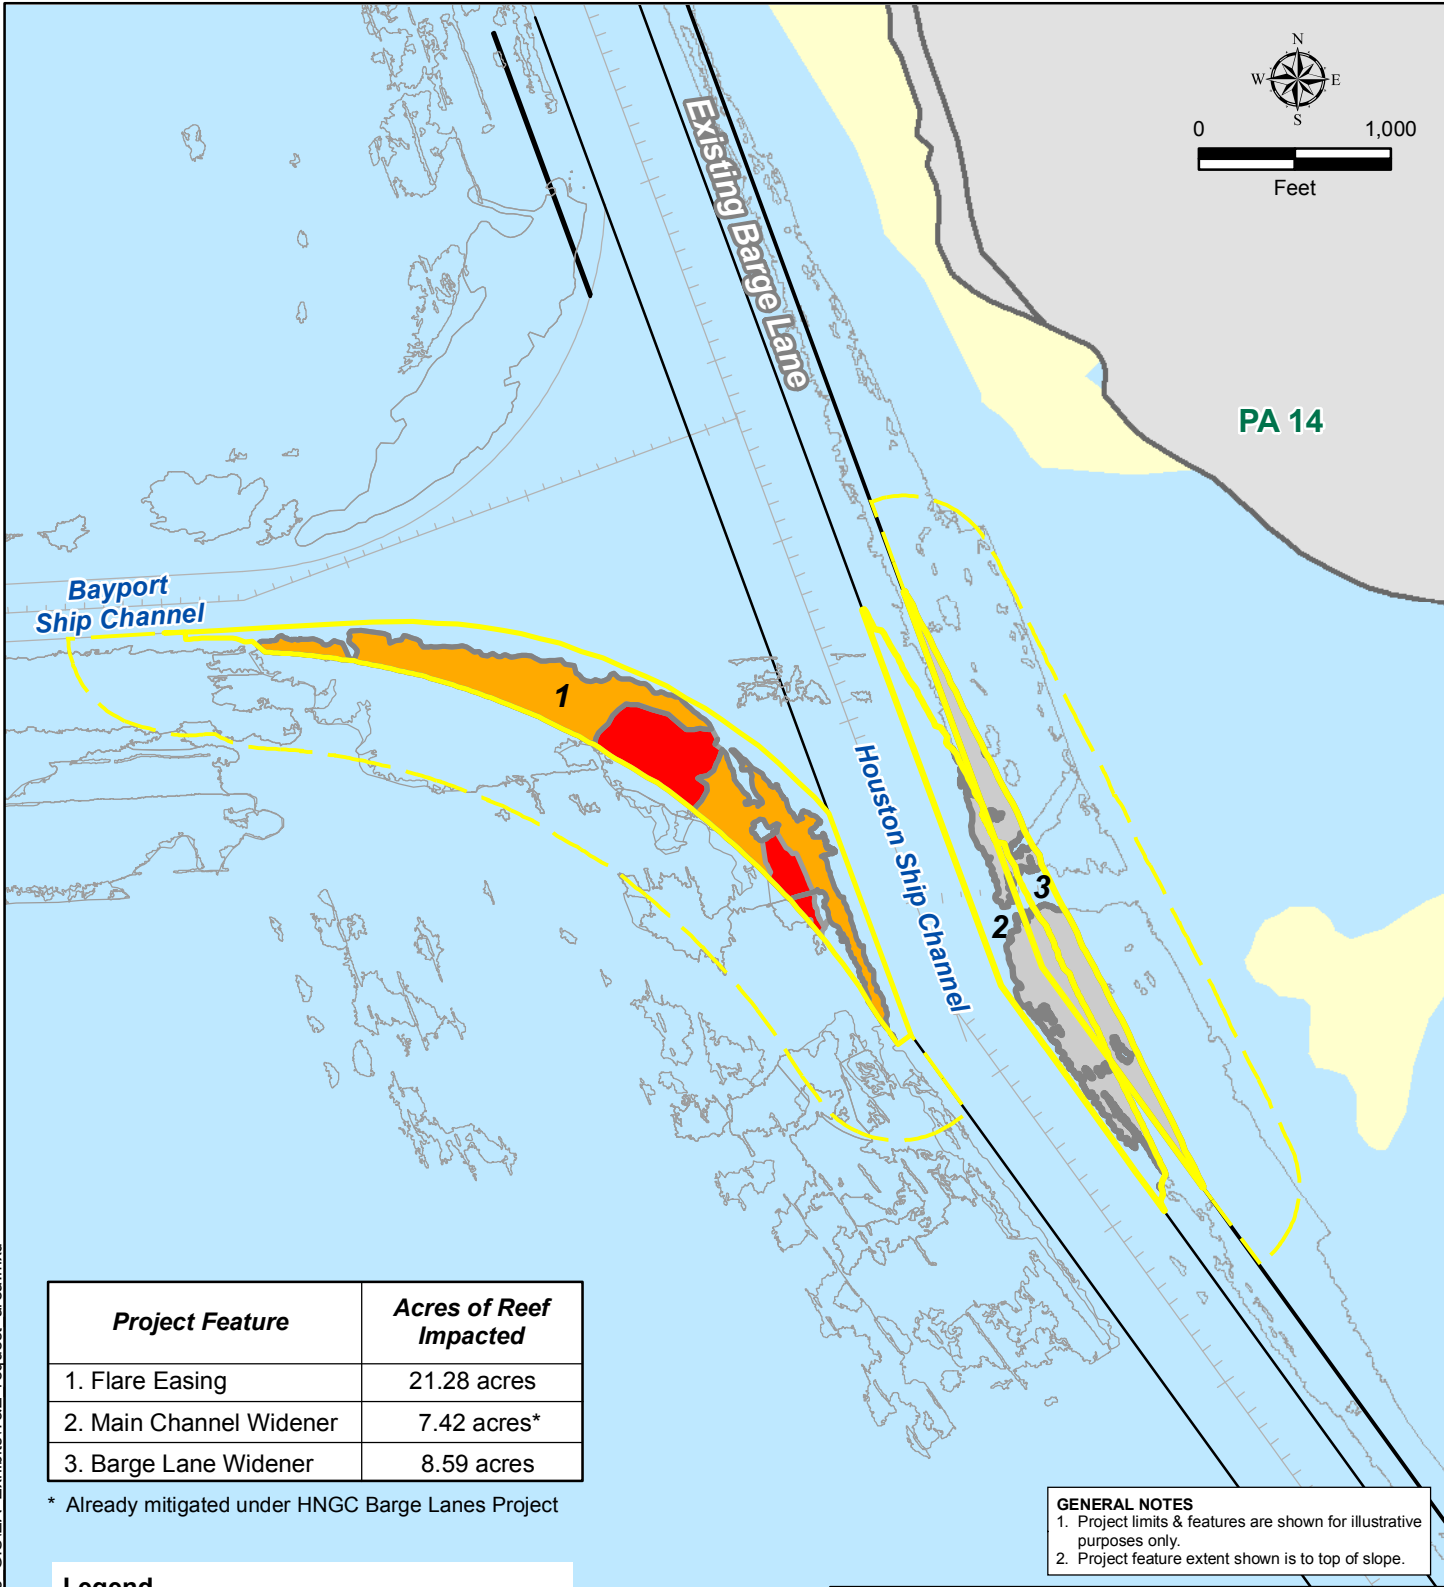 N
W E
S
0 1,000
Feet
Existing Barge Lane
PA 14
Bayport
Ship Channel
1
Houston Ship Channel
3
2
Project Feature
Acres of Reef
Impacted
1. Flare Easing 21.28 acres
2. Main Channel Widener 7.42 acres*
3. Barge Lane Widener 8.59 acres
* Already mitigated under HNGC Barge Lanes Project
GENERAL NOTES
1. Project limits & features are shown for illustrative
purposes only.
2. Project feature extent shown is to top of slope.
Legend